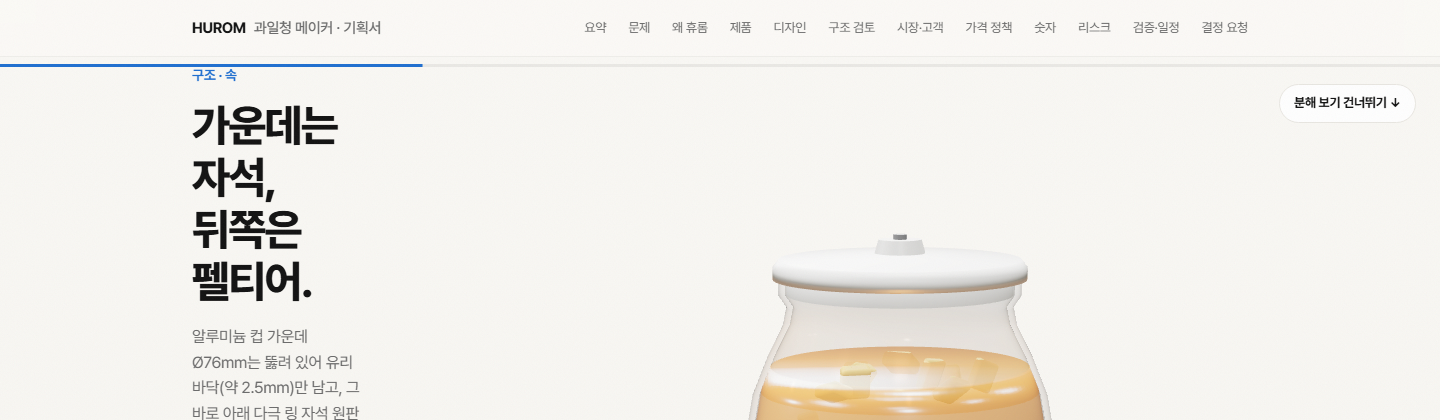 HUROM 과일청 메이커 · 기획서
요약 문제 왜 휴롬 제품 디자인 구조 검토 시장·고객 가격 정책 숫자 리스크 검증·일정 결정 요청
구조 · 속
분해 보기 건너뛰기 ↓
가운데는
자석,
뒤쪽은
펠티어.
알루미늄 컵 가운데
Ø76mm는 뚫려 있어 유리
바닥(약 2.5mm)만 남고, 그
바로 아래 다극 링 자석 원판